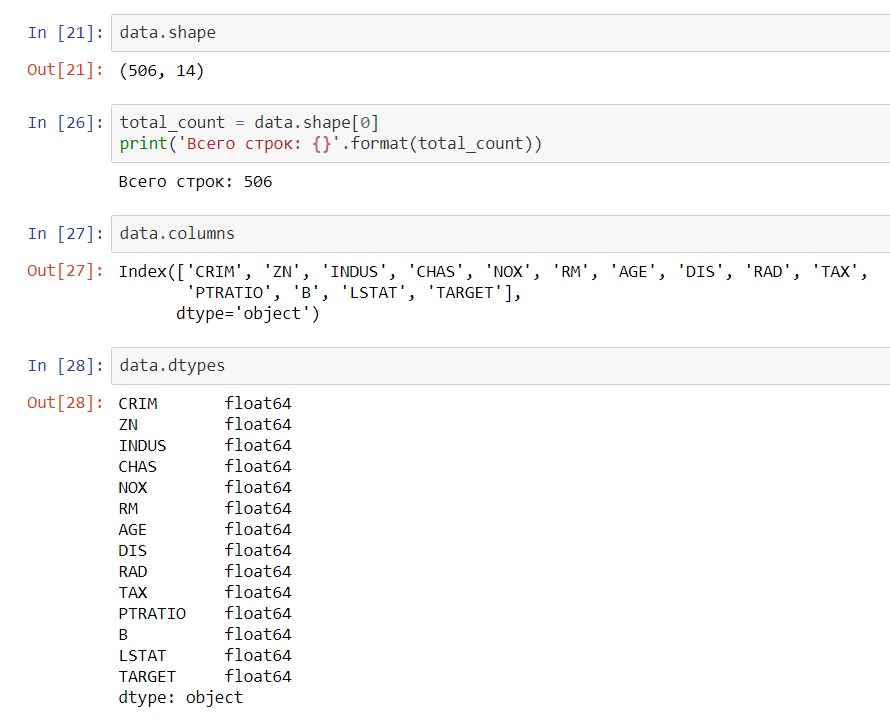 In [21]: data.shape
Out[21]: (506, 14)
In [26]: total_count = data.shape[0]
print('Всего строк: {}'.format(total_count))
Всего строк: 506
In [27]: data.columns
Out[27]: Index(['CRIM', 'ZN', 'INDUS', 'CHAS', 'NOX', 'RM', 'AGE', 'DIS', 'RAD', 'TAX',
'PTRATIO', 'B', 'LSTAT', 'TARGET'],
dtype='object')
In [28]: data.dtypes
Out[28]: CRIM float64
ZN float64
INDUS float64
CHAS float64
NOX float64
RM float64
AGE float64
DIS float64
RAD float64
TAX float64
PTRATIO float64
B float64
LSTAT float64
TARGET float64
dtype: object